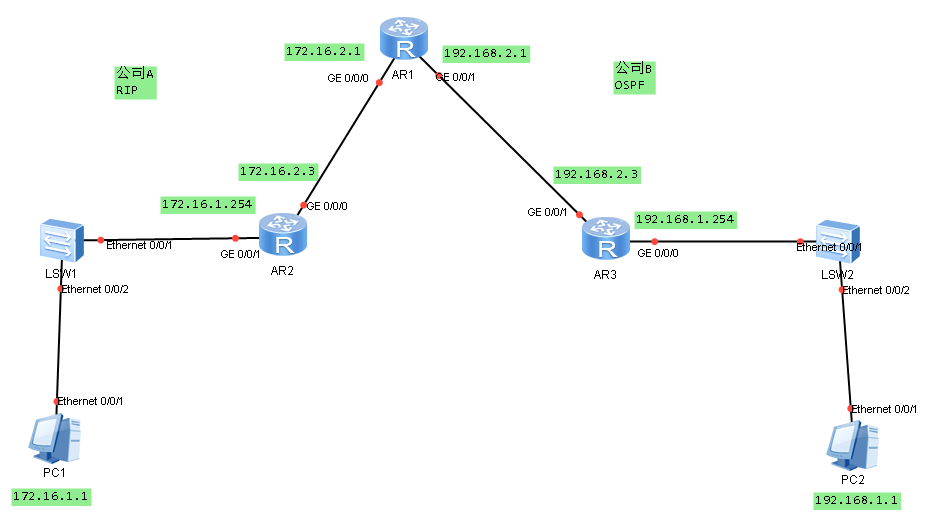 172.16.2.1
192.168.2.1
R
AR1
GE 0/0/0
GE 0/0/1
公司A
RIP
公司B
OSPF
172.16.2.3
192.168.2.3
172.16.1.254
GE 0/0/0
GE 0/0/1
192.168.1.254
R
AR2
GE 0/0/1
Ethernet 0/0/1
LSW1
R
AR3
GE 0/0/0
Ethernet 0/0/1
LSW2
Ethernet 0/0/2
Ethernet 0/0/2
Ethernet 0/0/1
Ethernet 0/0/1
PC1
172.16.1.1
PC2
192.168.1.1